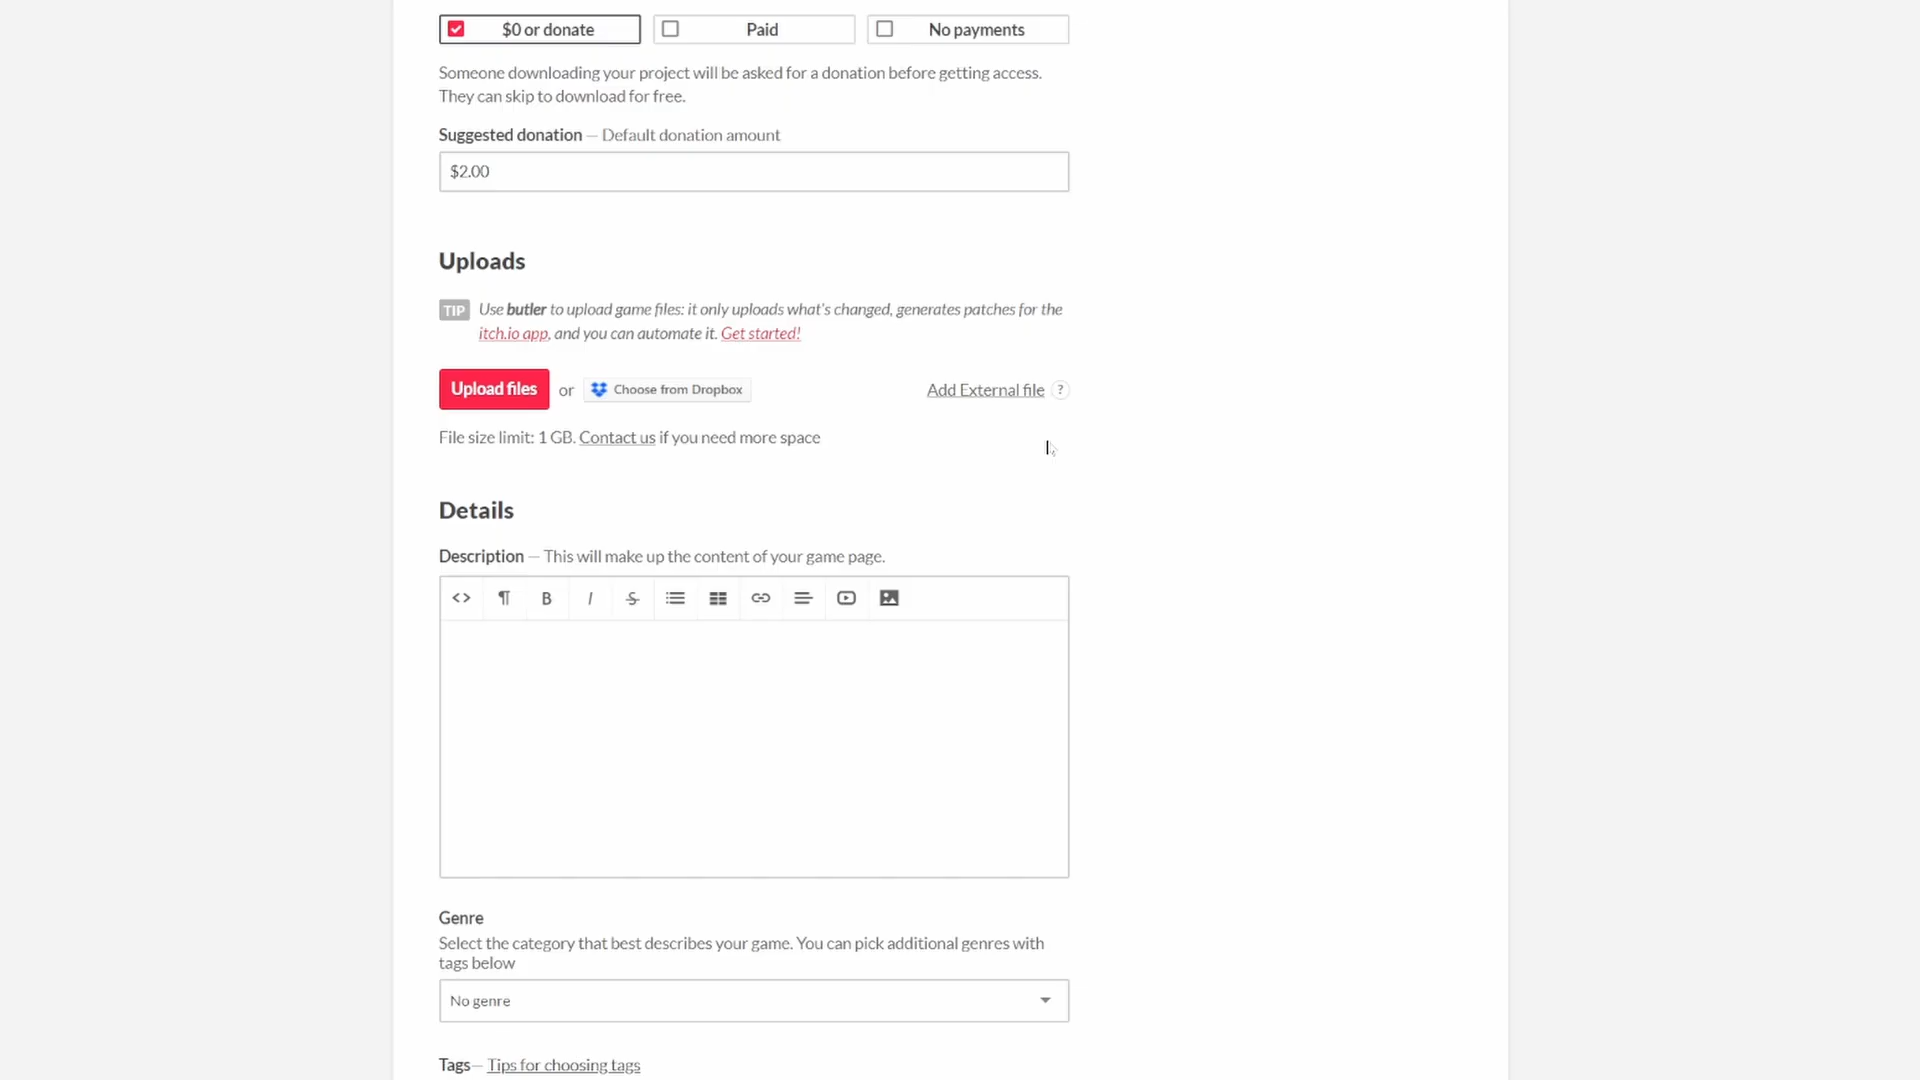 $0 or donate
Paid
No payments
Someone downloading your project will be asked for a donation before getting access.
They can skip to download for free.
Suggested donation — Default donation amount
$2.00
Uploads
TIP Use butler to upload game files: it only uploads what's changed, generates patches for the
itch.io app, and you can automate it. Get started!
Upload files or Choose from Dropbox Add External file ?
File size limit: 1 GB. Contact us if you need more space
Details
Description — This will make up the content of your game page.
<> ¶ B I S
Genre
Select the category that best describes your game. You can pick additional genres with
tags below
No genre
Tags— Tips for choosing tags